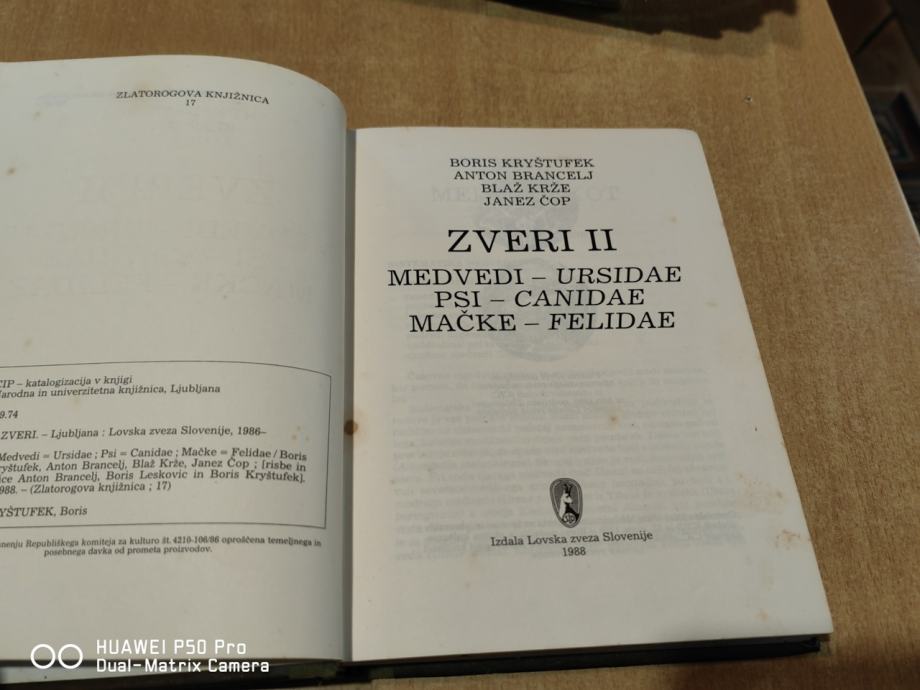 ZLATOROGOVA KNJIŽNICA
17
CIP – katalogizacija v knjigi
Narodna in univerzitetna knjižnica, Ljubljana
9.74
ZVERI. – Ljubljana : Lovska zveza Slovenije, 1986–
Medvedi = Ursidae ; Psi = Canidae ; Mačke = Felidae / Boris
ryštufek, Anton Brancelj, Blaž Krže, Janez Čop ; [risbe in
ice Anton Brancelj, Boris Leskovic in Boris Kryštufek].
988. – (Zlatorogova knjižnica ; 17)
YŠTUFEK, Boris
nenju Republiškega komiteja za kulturo št. 4210-106/86 oproščena temeljnega in
posebnega davka od prometa proizvodov.
BORIS KRYŠTUFEK
ANTON BRANCELJ
BLAŽ KRŽE
JANEZ ČOP
ZVERI II
MEDVEDI – URSIDAE
PSI – CANIDAE
MAČKE – FELIDAE
Izdala Lovska zveza Slovenije
1988
HUAWEI P50 Pro
Dual-Matrix Camera